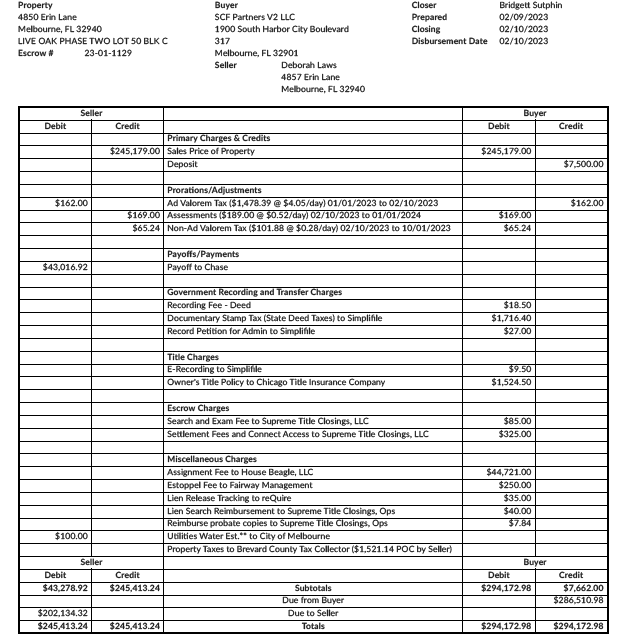 Property
4850 Erin Lane
Melbourne, FL 32940
LIVE OAK PHASE TWO LOT 50 BLK C
Escrow # 23-01-1129
Buyer
SCF Partners V2 LLC
1900 South Harbor City Boulevard
317
Melbourne, FL 32901
Seller Deborah Laws
4857 Erin Lane
Melbourne, FL 32940
Closer Bridgett Sutphin
Prepared 02/09/2023
Closing 02/10/2023
Disbursement Date 02/10/2023
Seller Buyer
Debit Credit Debit Credit
Primary Charges & Credits
$245,179.00 Sales Price of Property $245,179.00
Deposit $7,500.00
Prorations/Adjustments
$162.00 Ad Valorem Tax ($1,478.39 @ $4.05/day) 01/01/2023 to 02/10/2023 $162.00
$169.00 Assessments ($189.00 @ $0.52/day) 02/10/2023 to 01/01/2024 $169.00
$65.24 Non-Ad Valorem Tax ($101.88 @ $0.28/day) 02/10/2023 to 10/01/2023 $65.24
Payoffs/Payments
$43,016.92 Payoff to Chase
Government Recording and Transfer Charges
Recording Fee - Deed $18.50
Documentary Stamp Tax (State Deed Taxes) to Simplifile $1,716.40
Record Petition for Admin to Simplifile $27.00
Title Charges
E-Recording to Simplifile $9.50
Owner's Title Policy to Chicago Title Insurance Company $1,524.50
Escrow Charges
Search and Exam Fee to Supreme Title Closings, LLC $85.00
Settlement Fees and Connect Access to Supreme Title Closings, LLC $325.00
Miscellaneous Charges
Assignment Fee to House Beagle, LLC $44,721.00
Estoppel Fee to Fairway Management $250.00
Lien Release Tracking to reQuire $35.00
Lien Search Reimbursement to Supreme Title Closings, Ops $40.00
Reimburse probate copies to Supreme Title Closings, Ops $7.84
$100.00 Utilities Water Est.** to City of Melbourne
Property Taxes to Brevard County Tax Collector ($1,521.14 POC by Seller)
Seller Buyer
Debit Credit Debit Credit
$43,278.92 $245,413.24 Subtotals $294,172.98 $7,662.00
Due from Buyer $286,510.98
$202,134.32 Due to Seller
$245,413.24 $245,413.24 Totals $294,172.98 $294,172.98